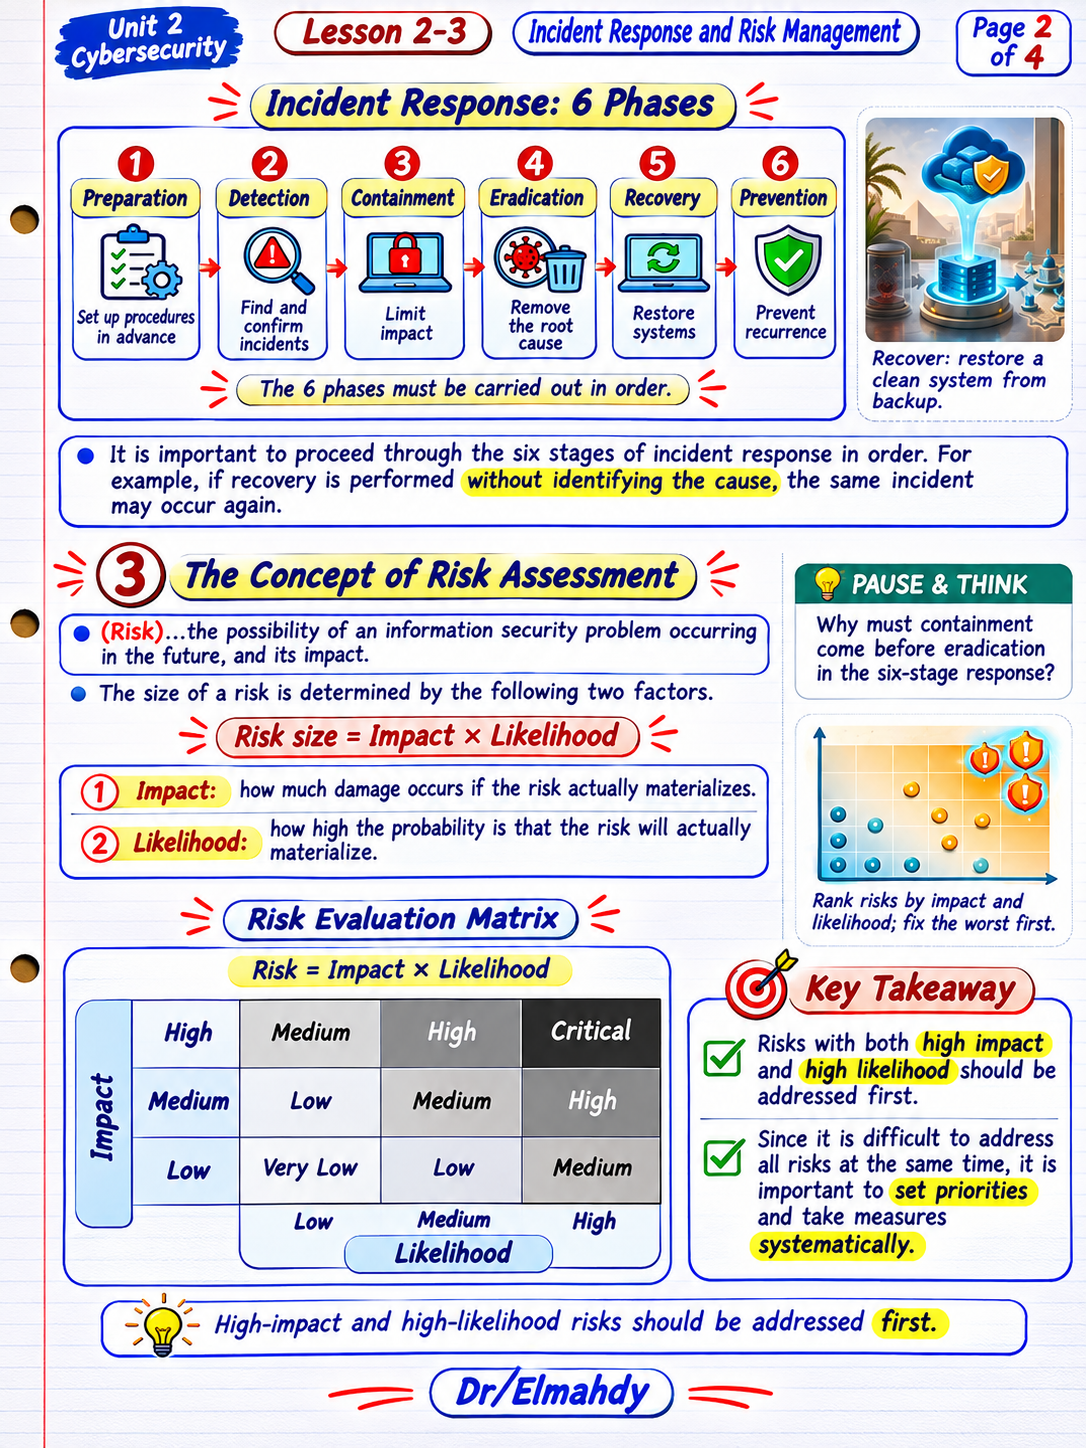 Unit 2
Cybersecurity
Lesson 2-3
Incident Response and Risk Management
Page 2
of 4
Incident Response: 6 Phases
1
Preparation
Set up procedures
in advance
2
Detection
Find and
confirm
incidents
3
Containment
Limit
impact
4
Eradication
Remove
the root
cause
5
Recovery
Restore
systems
6
Prevention
Prevent
recurrence
The 6 phases must be carried out in order.
Recover: restore a
clean system from
backup.
It is important to proceed through the six stages of incident response in order. For
example, if recovery is performed without identifying the cause, the same incident
may occur again.
3 The Concept of Risk Assessment
(Risk)...the possibility of an information security problem occurring
in the future, and its impact.
The size of a risk is determined by the following two factors.
Risk size = Impact × Likelihood
1 Impact: how much damage occurs if the risk actually materializes.
2 Likelihood: how high the probability is that the risk will actually
materialize.
PAUSE & THINK
Why must containment
come before eradication
in the six-stage response?
Rank risks by impact and
likelihood; fix the worst first.
Risk Evaluation Matrix
Risk = Impact × Likelihood
Impact
High Medium High Critical
Medium Low Medium High
Low Very Low Low Medium
Low Medium High
Likelihood
Key Takeaway
Risks with both high impact
and high likelihood should be
addressed first.
Since it is difficult to address
all risks at the same time, it is
important to set priorities
and take measures
systematically.
High-impact and high-likelihood risks should be addressed first.
Dr/Elmahdy